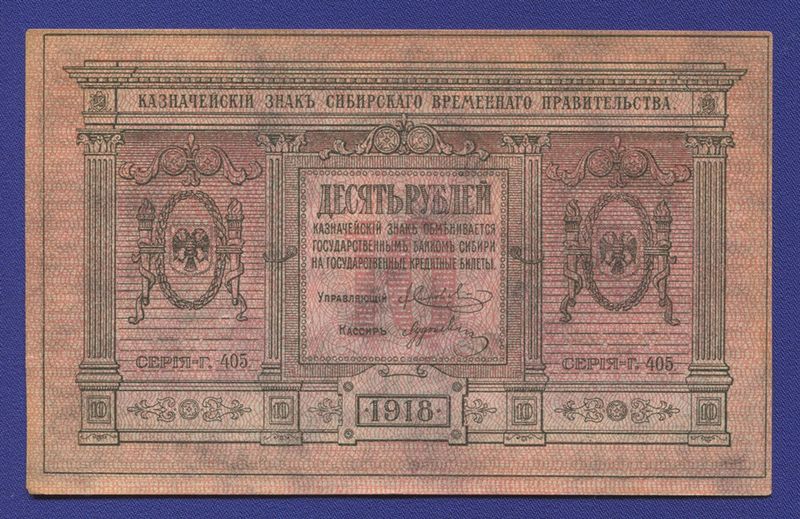 КАЗНАЧЕЙСКІЙ ЗНАКЪ СИБИРСКАГО ВРЕМЕННАГО ПРАВИТЕЛЬСТВА.
ДЕСЯТЬ РУБЛЕЙ
КАЗНАЧЕЙСКІЙ ЗНАКЪ ОБМѢНИВАЕТСЯ
ГОСУДАРСТВЕННЫМЪ БАНКОМЪ СИБИРИ
НА ГОСУДАРСТВЕННЫЕ КРЕДИТНЫЕ БИЛЕТЫ.
УПРАВЛЯЮЩІЙ
КАССИРЪ
СЕРІЯ-Г. 405.
СЕРІЯ-Г. 405.
10 10 1918 10 10